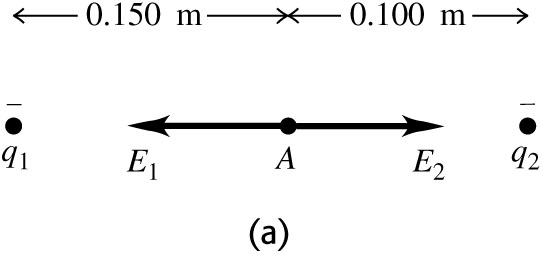 0.150 m 0.100 m
− −
q₁ E₁ A E₂ q₂
(a)